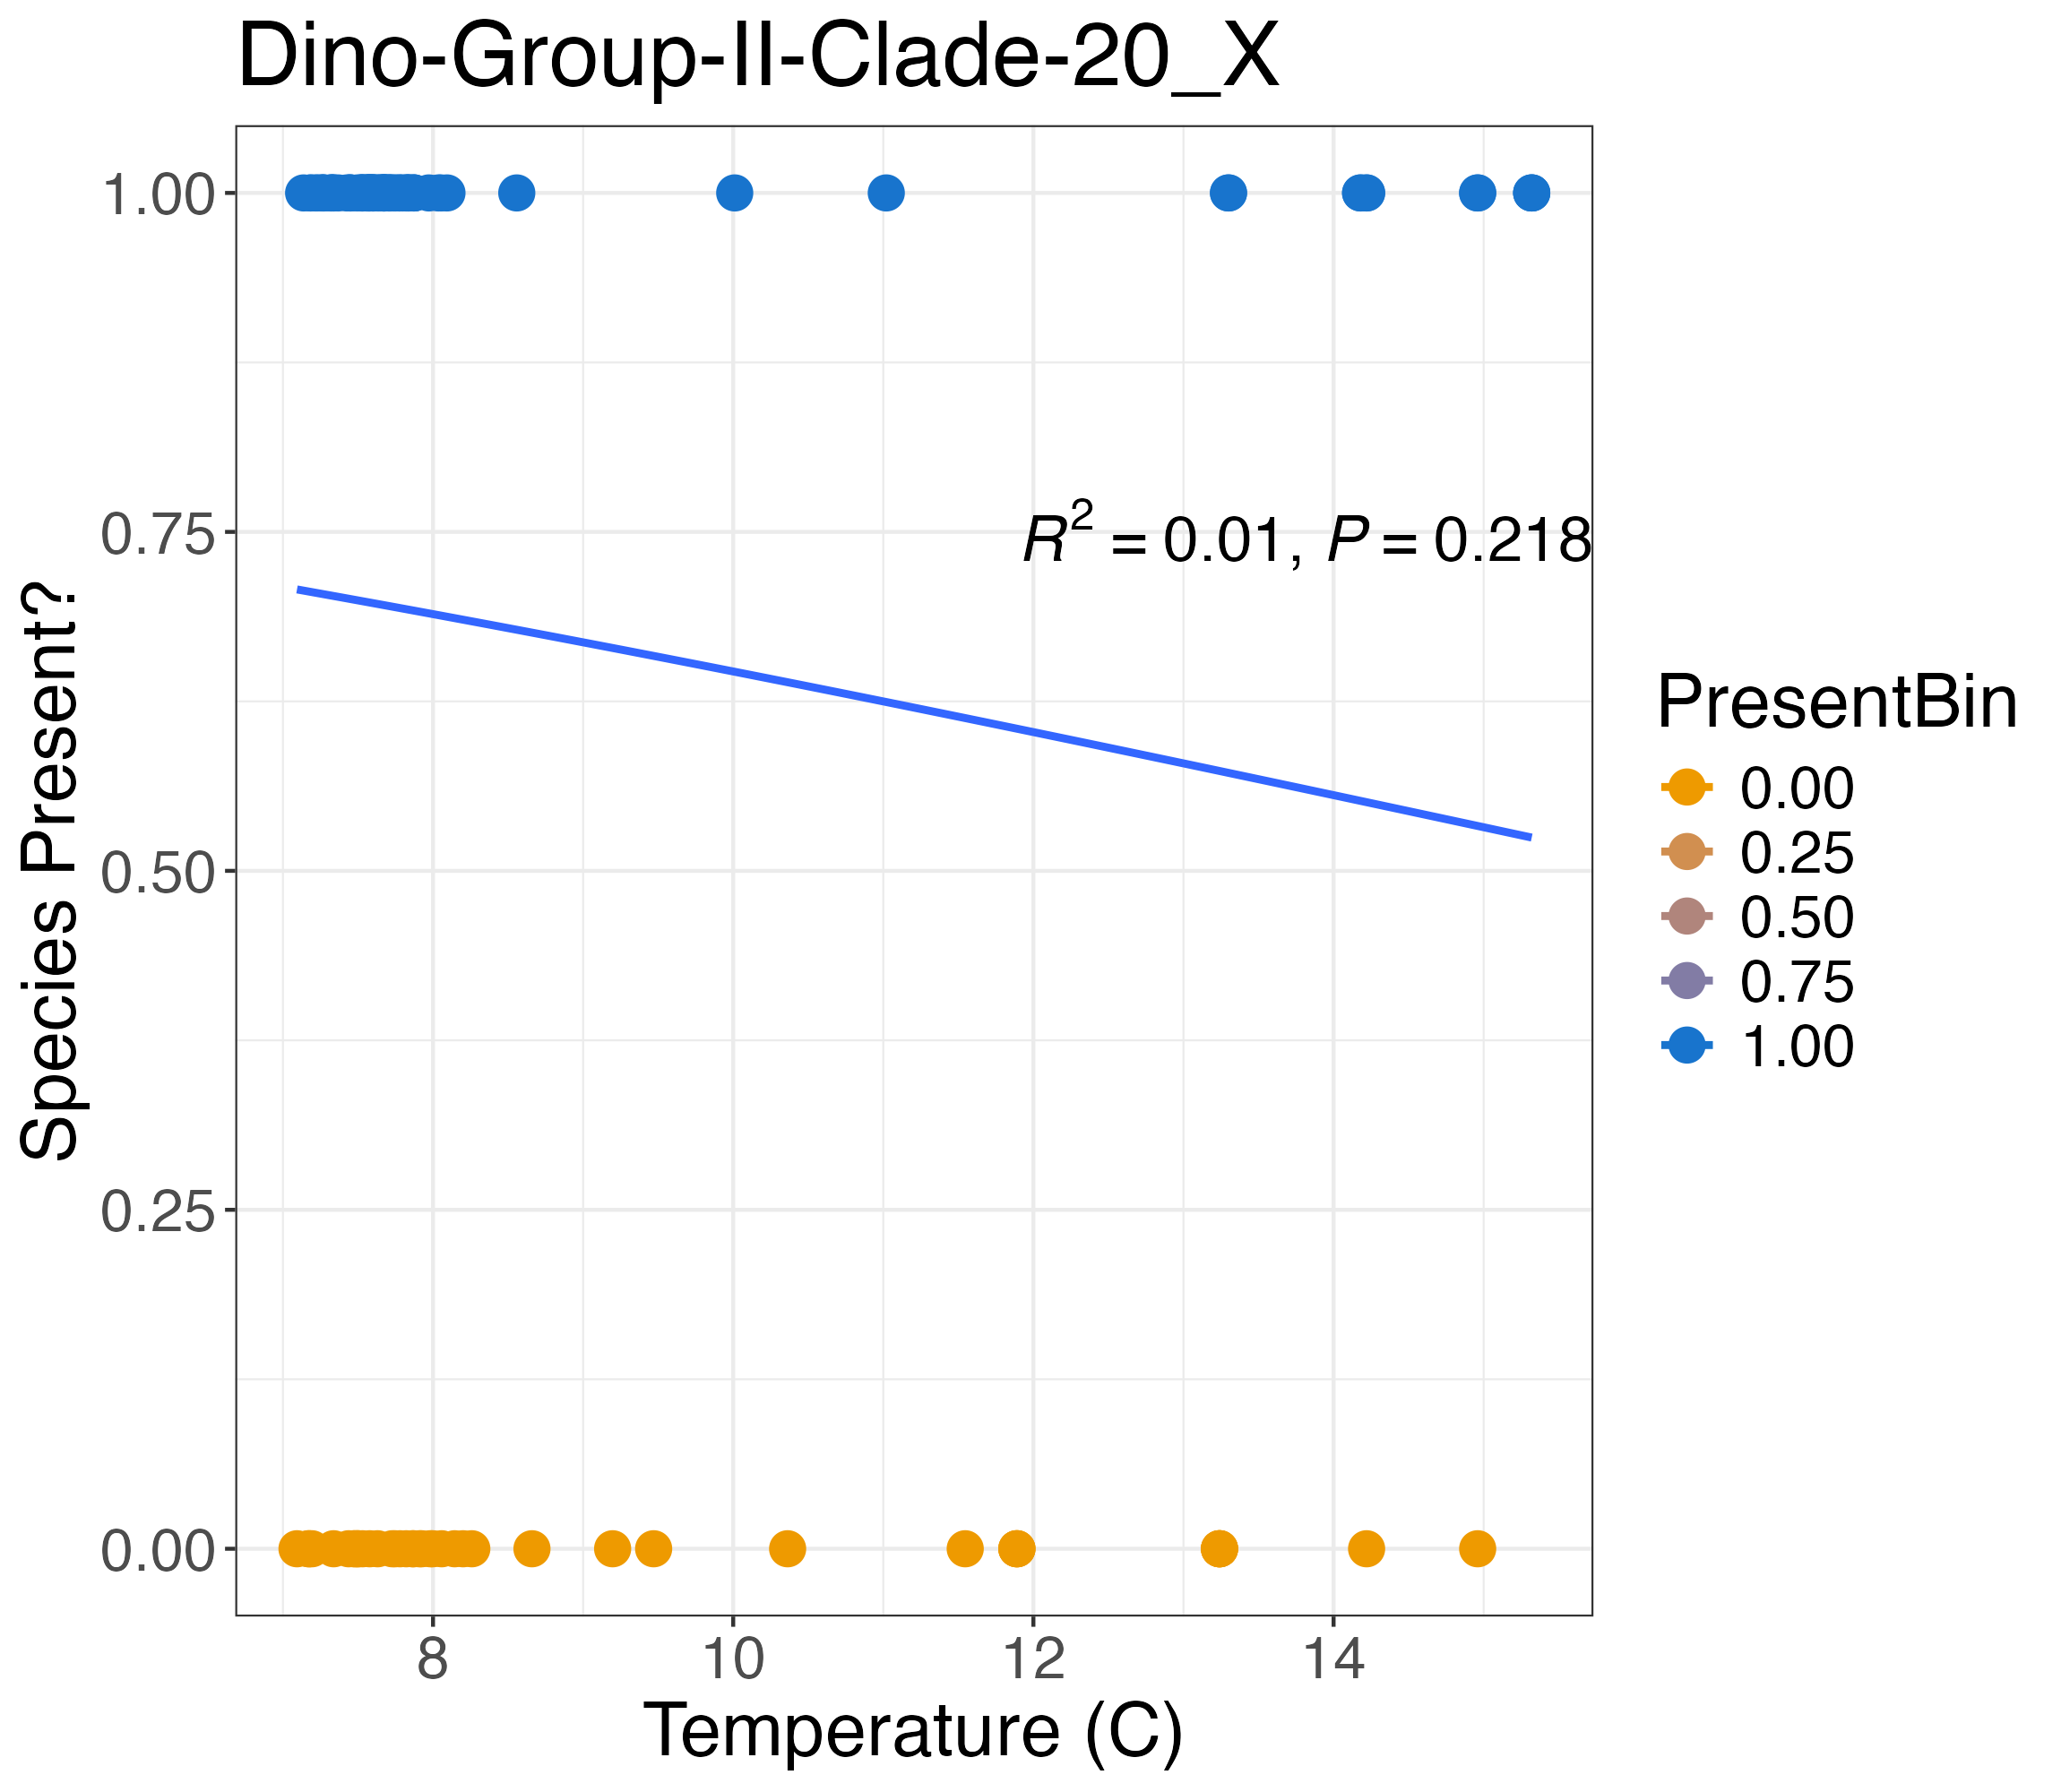 Dino-Group-II-Clade-20_X
1.00
0.75
0.50
0.25
0.00
Species Present?
R² = 0.01, P = 0.218
8 10 12 14
Temperature (C)
PresentBin
0.00
0.25
0.50
0.75
1.00